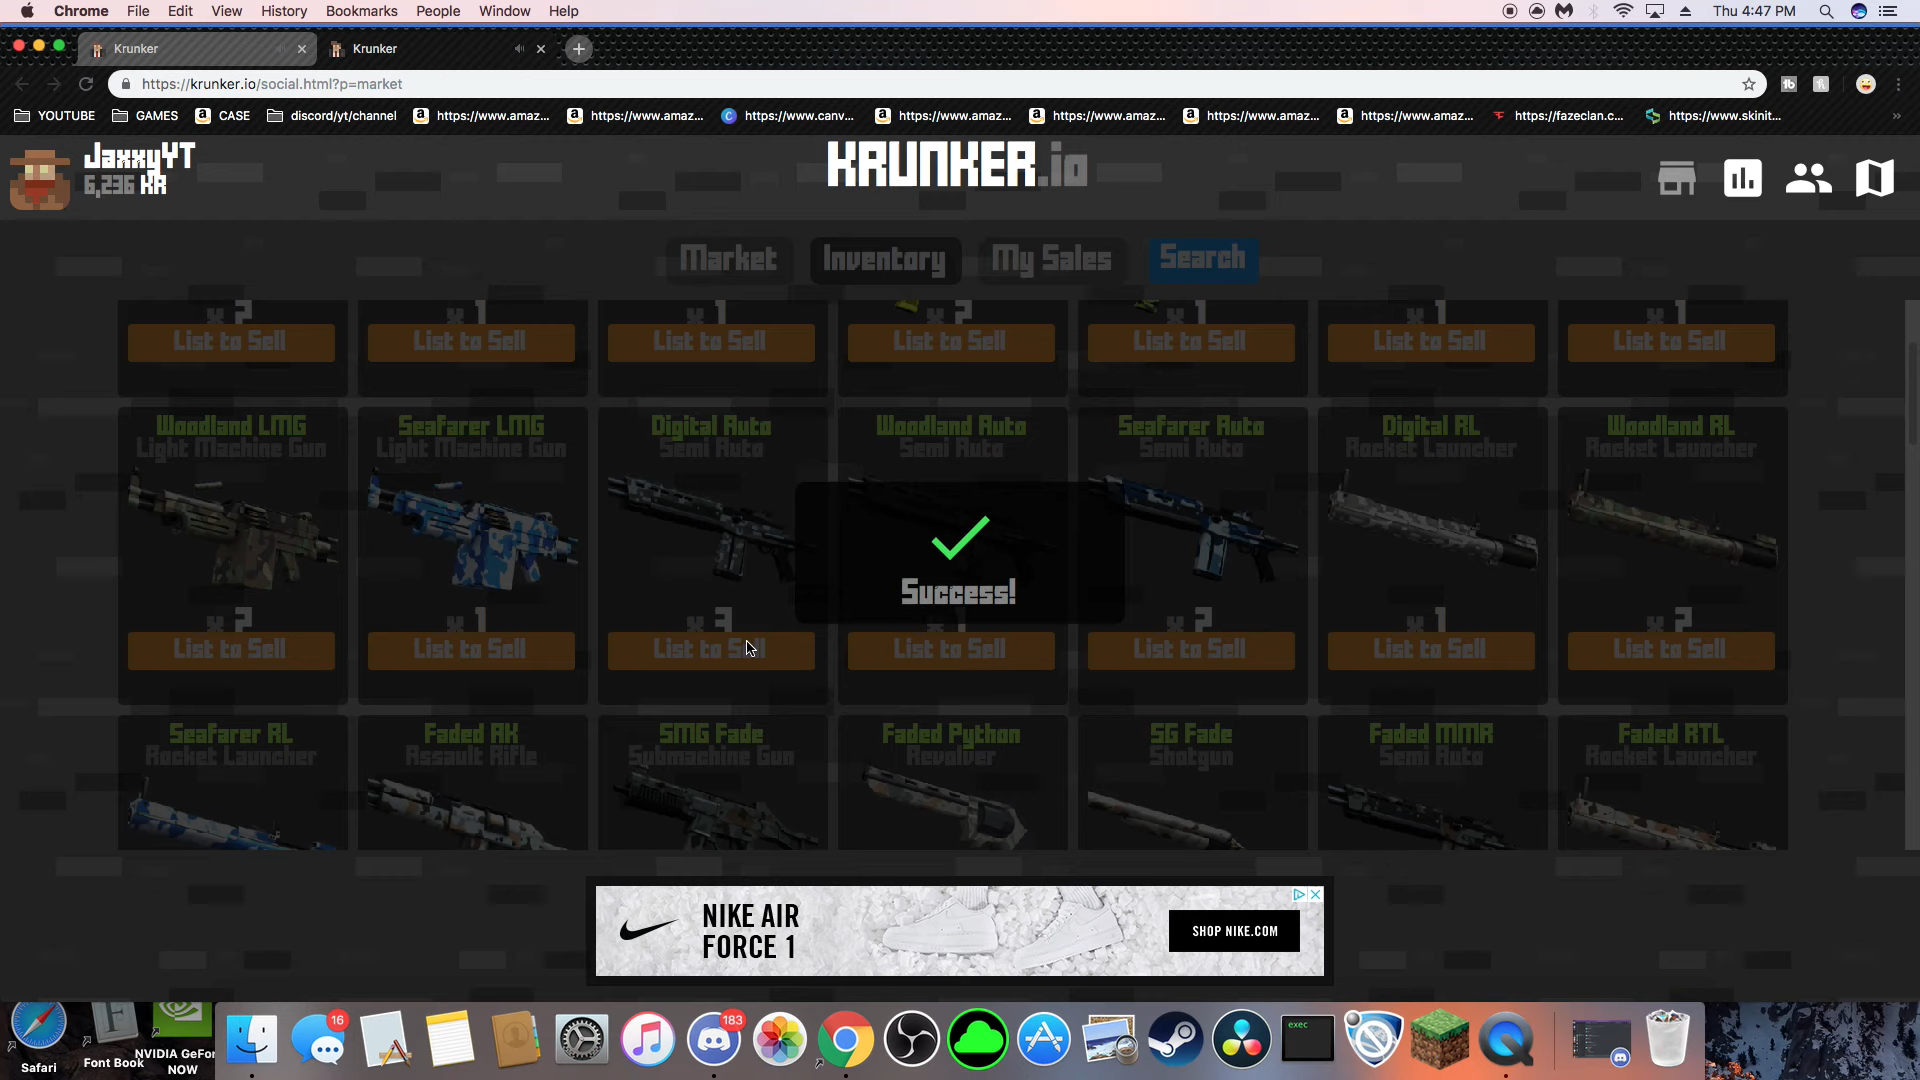 Chrome File Edit View History Bookmarks People Window Help Thu 4:47 PM
Krunker Krunker
https://krunker.io/social.html?p=market
YOUTUBE GAMES CASE discord/yt/channel https://www.amaz... https://www.amaz... https://www.canv... https://www.amaz... https://www.amaz... https://www.amaz... https://www.amaz... https://fazeclan.c... https://www.skinit...
JaxxyYT
6,236 KR
KRUNKER.io
Market Inventory My Sales Search
x 2 x 1 x 1 x 2 x 1 x 1 x 1
List to Sell List to Sell List to Sell List to Sell List to Sell List to Sell List to Sell
Woodland LMG Seafarer LMG Digital Auto Woodland Auto Seafarer Auto Digital RL Woodland RL
Light Machine Gun Light Machine Gun Semi Auto Semi Auto Semi Auto Rocket Launcher Rocket Launcher
Success!
x 2 x 1 x 3 x 1 x 2 x 1 x 2
List to Sell List to Sell List to Sell List to Sell List to Sell List to Sell List to Sell
Seafarer RL Faded AK SMG Fade Faded Python SG Fade Faded MMR Faded RTL
Rocket Launcher Assault Rifle Submachine Gun Revolver Shotgun Semi Auto Rocket Launcher
NIKE AIR
FORCE 1
SHOP NIKE.COM
16
183
exec
Safari
Font Book
NVIDIA GeFor
NOW